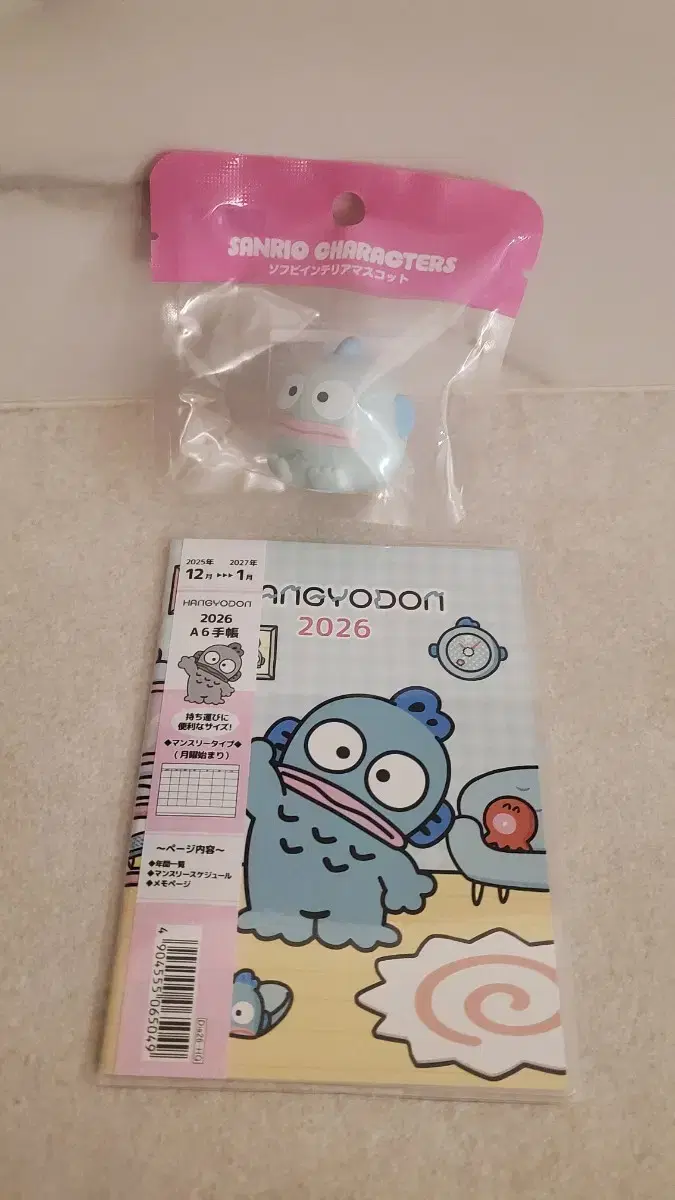 SANRIO CHARACTERS
ソフビインテリアマスコット
2025年 2027年
12月 ▸▸▸ 1月
HANGYODON
2026
A6手帳
持ち運びに
便利なサイズ!
◆マンスリータイプ◆
(月曜始まり)
～ページ内容～
◆年間一覧
◆マンスリースケジュール
◆メモページ
4904555065049
Dia26-HG
ANGYODON
2026